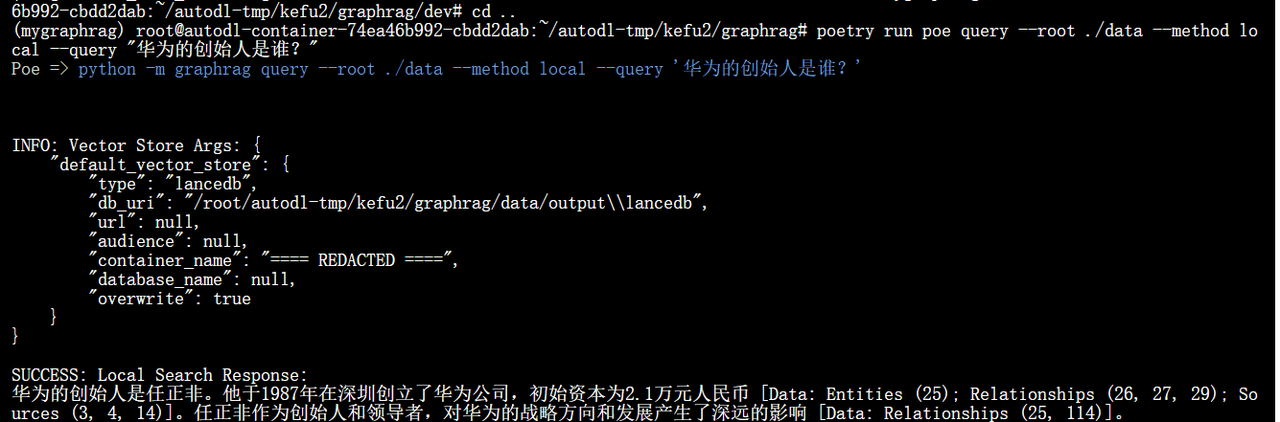 6b992-cbdd2dab:~/autodl-tmp/kefu2/graphrag/dev# cd ..
(mygraphrag) root@autodl-container-74ea46b992-cbdd2dab:~/autodl-tmp/kefu2/graphrag# poetry run poe query --root ./data --method lo
cal --query "华为的创始人是谁？"
Poe => python -m graphrag query --root ./data --method local --query '华为的创始人是谁？'
INFO: Vector Store Args: {
    "default_vector_store": {
        "type": "lancedb",
        "db_uri": "/root/autodl-tmp/kefu2/graphrag/data/output\\lancedb",
        "url": null,
        "audience": null,
        "container_name": "==== REDACTED ====",
        "database_name": null,
        "overwrite": true
    }
}
SUCCESS: Local Search Response:
华为的创始人是任正非。他于1987年在深圳创立了华为公司，初始资本为2.1万元人民币 [Data: Entities (25); Relationships (26, 27, 29); So
urces (3, 4, 14)]。任正非作为创始人和领导者，对华为的战略方向和发展产生了深远的影响 [Data: Relationships (25, 114)]。